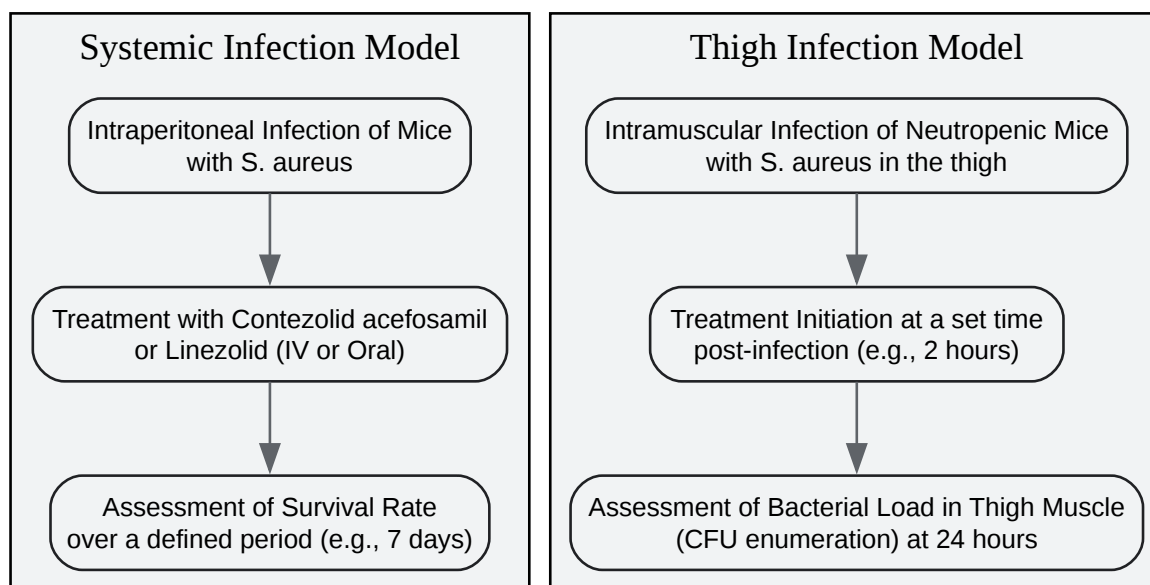 Systemic Infection Model
Intraperitoneal Infection of Mice
with S. aureus
Treatment with Contezolid acefosamil
or Linezolid (IV or Oral)
Assessment of Survival Rate
over a defined period (e.g., 7 days)
Thigh Infection Model
Intramuscular Infection of Neutropenic Mice
with S. aureus in the thigh
Treatment Initiation at a set time
post-infection (e.g., 2 hours)
Assessment of Bacterial Load in Thigh Muscle
(CFU enumeration) at 24 hours